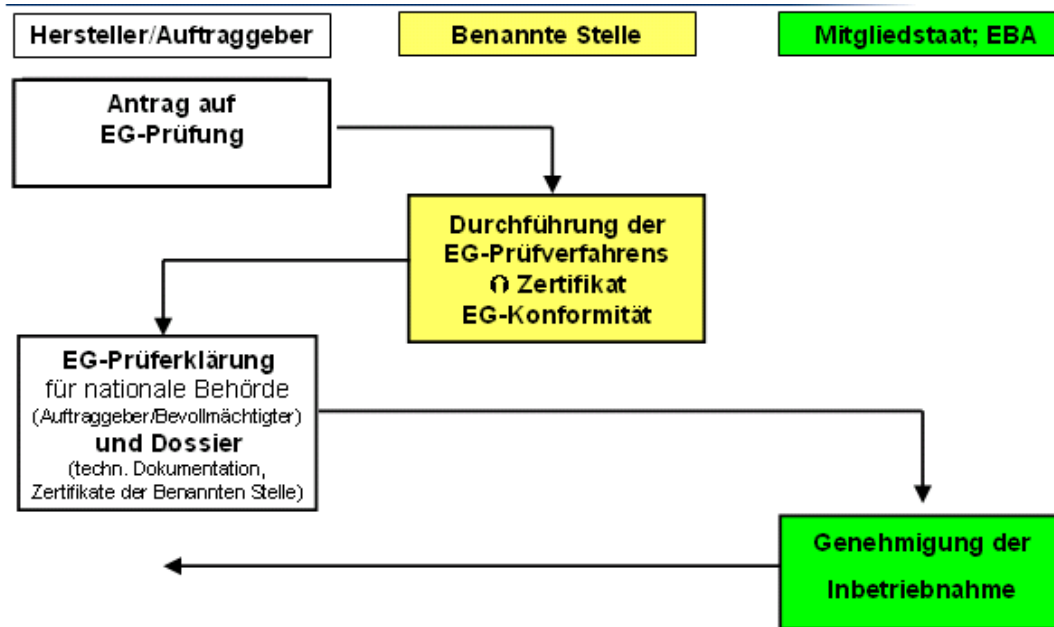 Hersteller/Auftraggeber
Benannte Stelle
Mitgliedstaat; EBA
Antrag auf
EG-Prüfung
Durchführung der
EG-Prüfverfahrens
∩ Zertifikat
EG-Konformität
EG-Prüferklärung
für nationale Behörde
(Auftraggeber/Bevollmächtigter)
und Dossier
(techn. Dokumentation,
Zertifikate der Benannten Stelle)
Genehmigung der
Inbetriebnahme